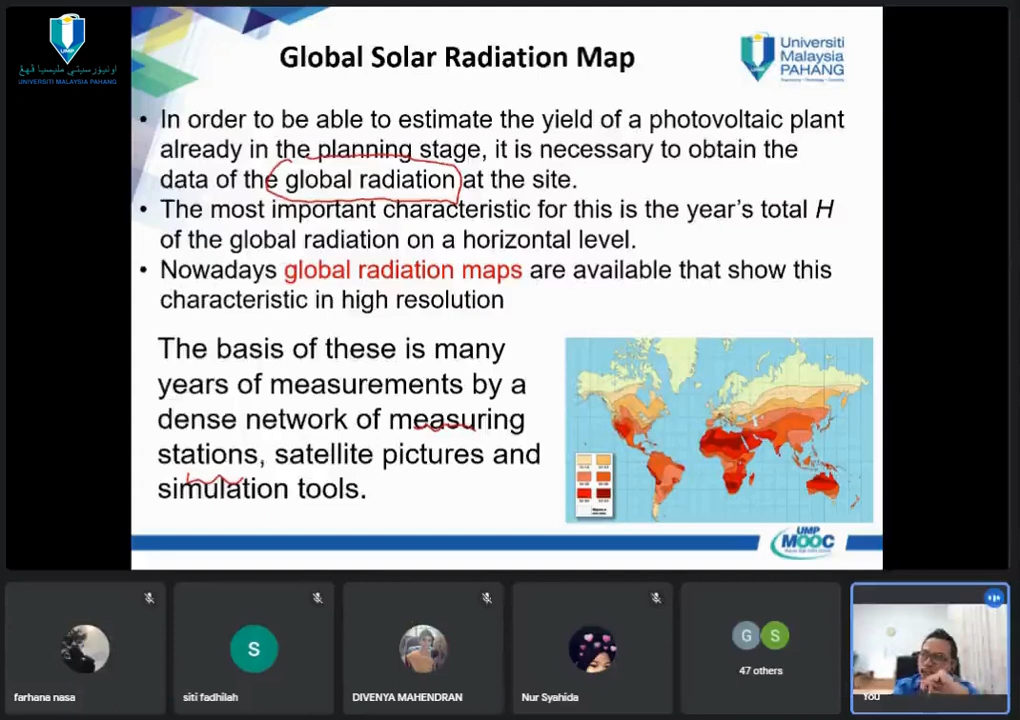 UMP
اونيۏرسيتي مليسيا ڤهڠ
UNIVERSITI MALAYSIA PAHANG
Global Solar Radiation Map
UMP
Universiti
Malaysia
PAHANG
• In order to be able to estimate the yield of a photovoltaic plant
already in the planning stage, it is necessary to obtain the
data of the global radiation at the site.
• The most important characteristic for this is the year’s total H
of the global radiation on a horizontal level.
• Nowadays global radiation maps are available that show this
characteristic in high resolution
The basis of these is many
years of measurements by a
dense network of measuring
stations, satellite pictures and
simulation tools.
UMP
MOOC
S
G S
47 others
farhana nasa
siti fadhilah
DIVENYA MAHENDRAN
Nur Syahida
You